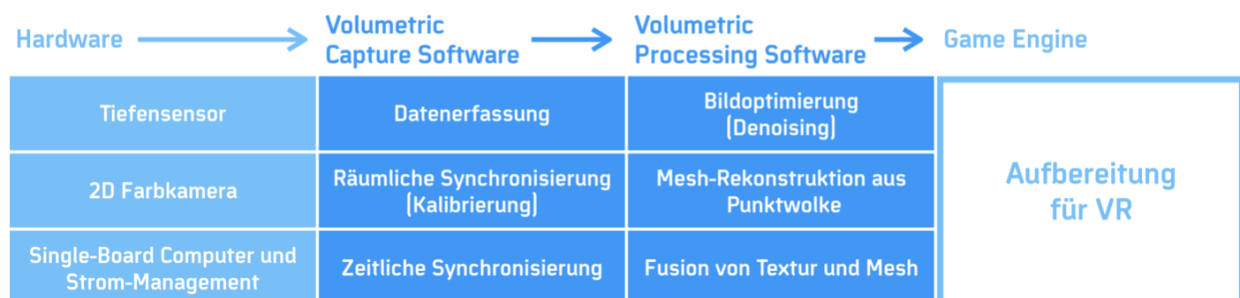 Hardware
Volumetric
Capture Software
Volumetric
Processing Software
Game Engine
Tiefensensor
Datenerfassung
Bildoptimierung
(Denoising)
2D Farbkamera
Räumliche Synchronisierung
(Kalibrierung)
Mesh-Rekonstruktion aus
Punktwolke
Aufbereitung
für VR
Single-Board Computer und
Strom-Management
Zeitliche Synchronisierung
Fusion von Textur und Mesh